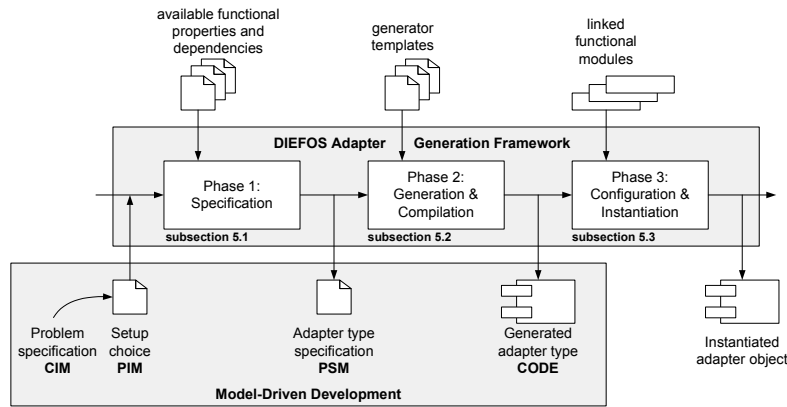 available functional
properties and
dependencies
generator
templates
linked
functional
modules
DIEFOS Adapter Generation Framework
Phase 1:
Specification
Phase 2:
Generation &
Compilation
Phase 3:
Configuration &
Instantiation
subsection 5.1
subsection 5.2
subsection 5.3
Problem
specification
CIM
Setup
choice
PIM
Adapter type
specification
PSM
Generated
adapter type
CODE
Instantiated
adapter object
Model-Driven Development